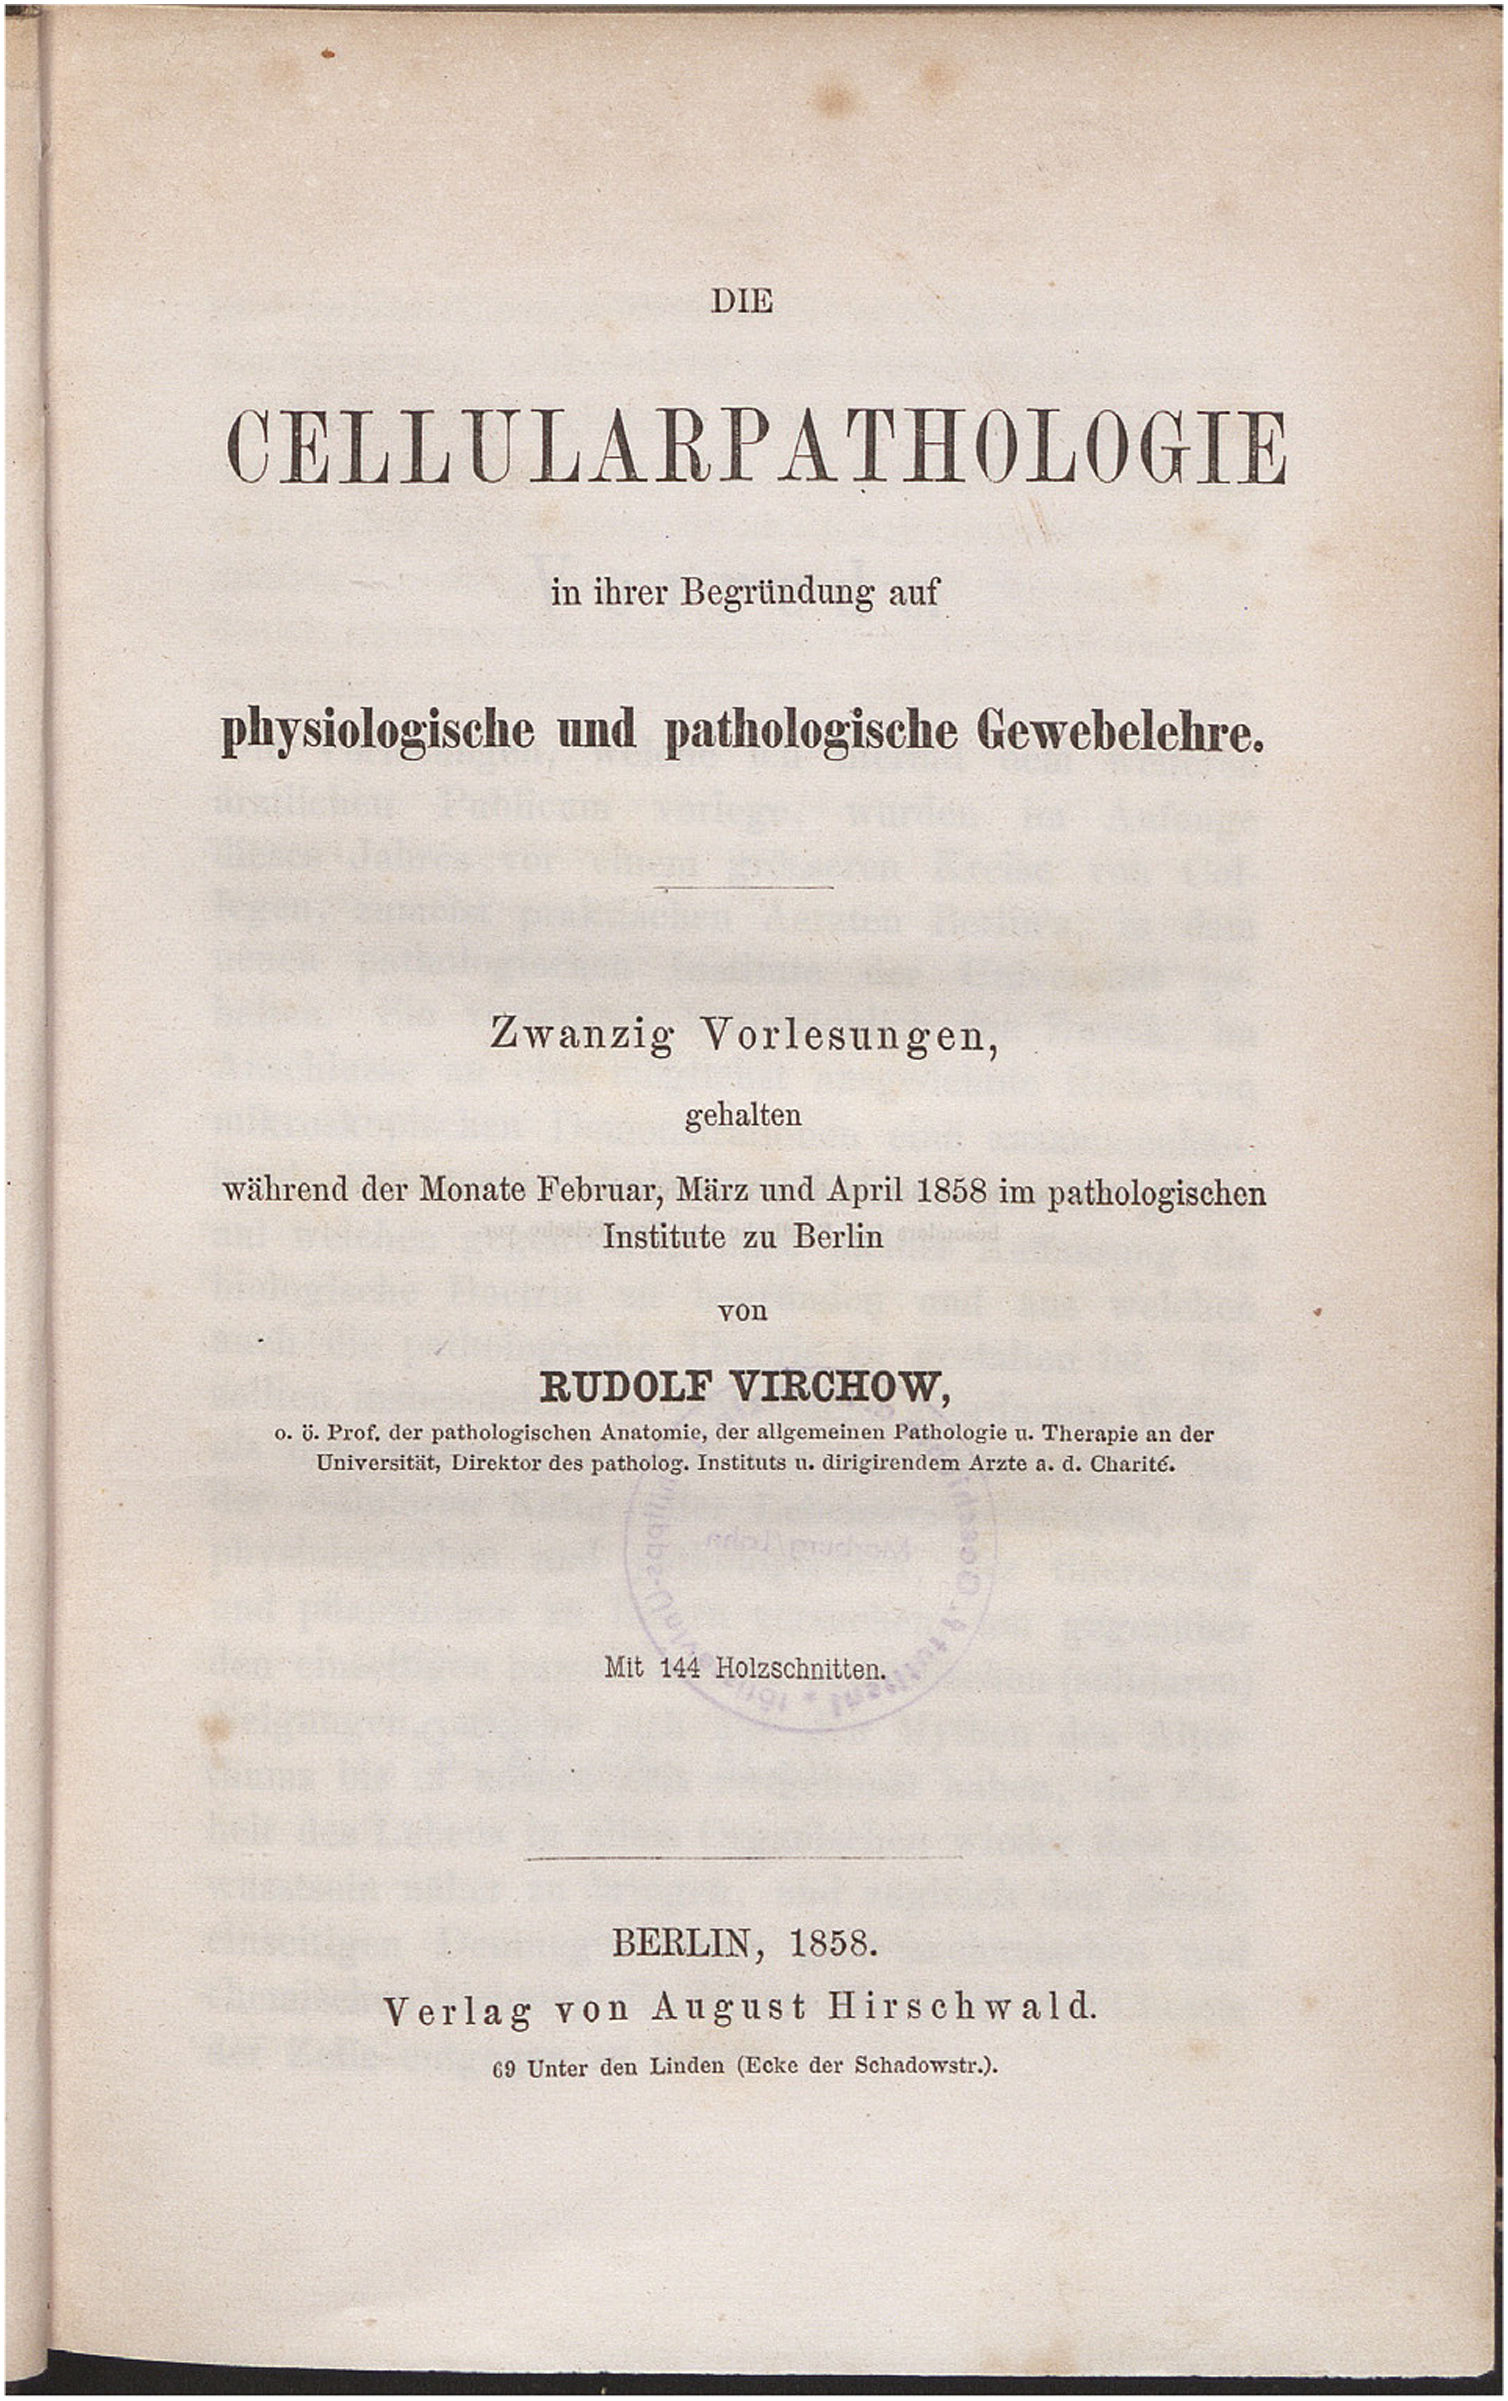 DIE
CELLULARPATHOLOGIE
in ihrer Begründung auf
physiologische und pathologische Gewebelehre.
Zwanzig Vorlesungen,
gehalten
während der Monate Februar, März und April 1858 im pathologischen
Institute zu Berlin
von
RUDOLF VIRCHOW,
o. ö. Prof. der pathologischen Anatomie, der allgemeinen Pathologie u. Therapie an der
Universität, Direktor des patholog. Instituts u. dirigirendem Arzte a. d. Charité.
Mit 144 Holzschnitten.
BERLIN, 1858.
Verlag von August Hirschwald.
69 Unter den Linden (Ecke der Schadowstr.).